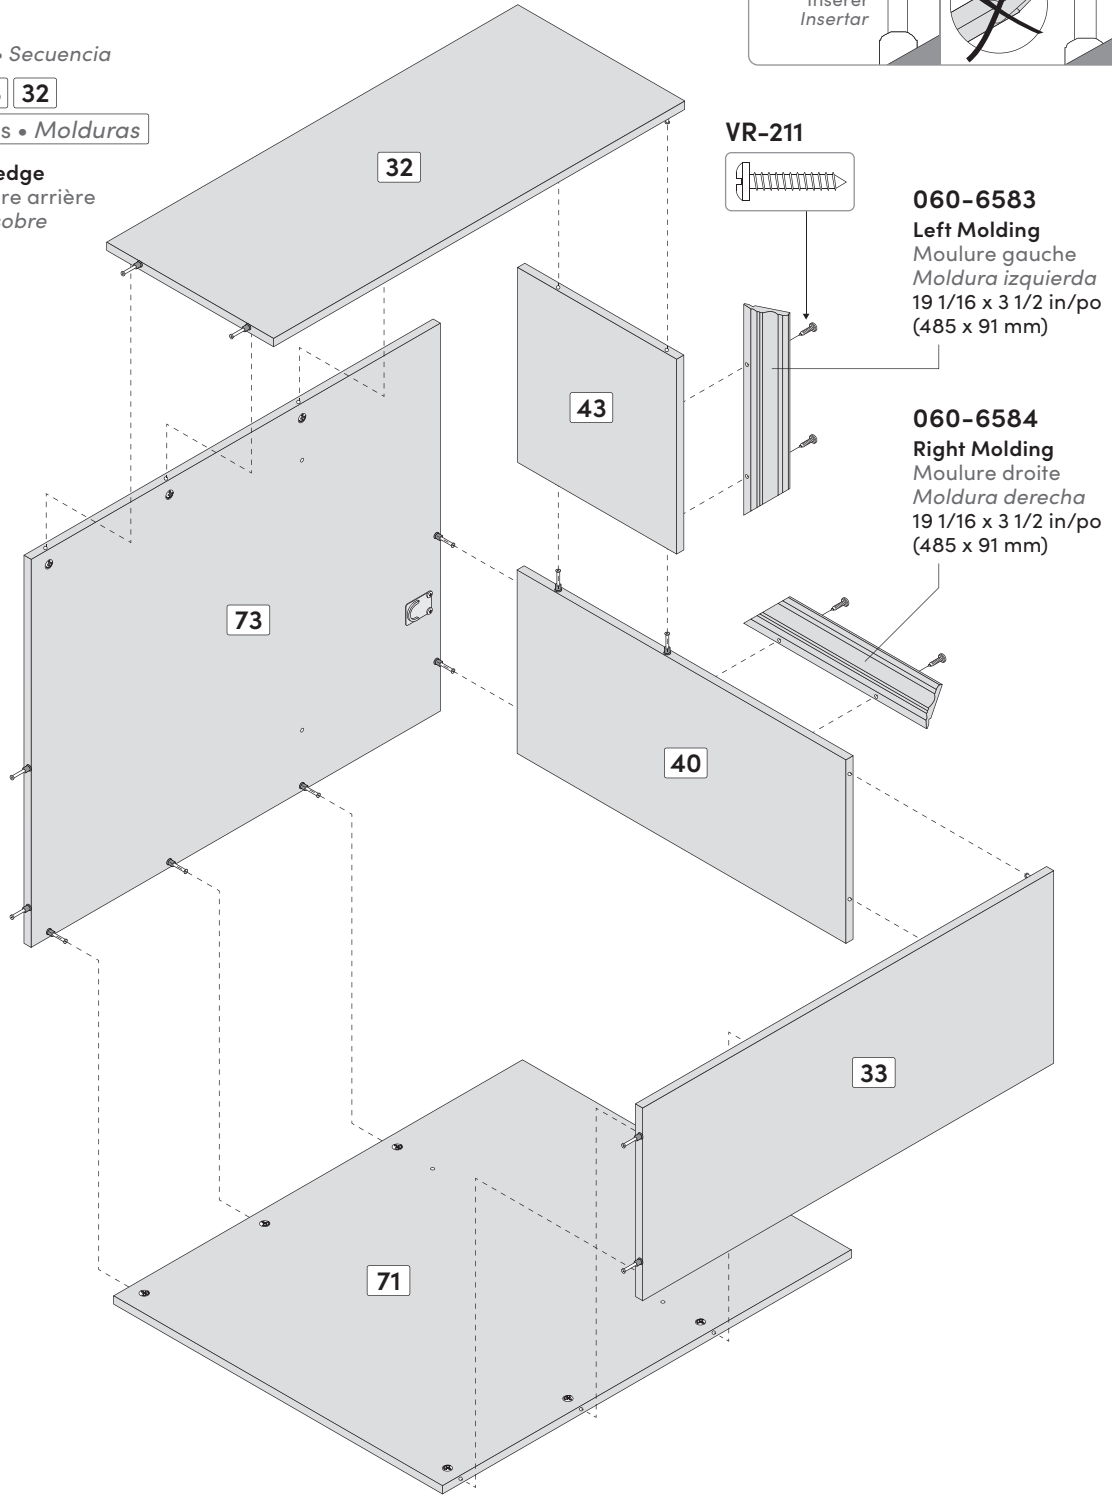 • Secuencia
32
s • Molduras
edge
re arrière
sobre
Insérer
Insertar
VR-211
060-6583
Left Molding
Moulure gauche
Moldura izquierda
19 1/16 x 3 1/2 in/po
(485 x 91 mm)
060-6584
Right Molding
Moulure droite
Moldura derecha
19 1/16 x 3 1/2 in/po
(485 x 91 mm)
32
43
73
40
33
71